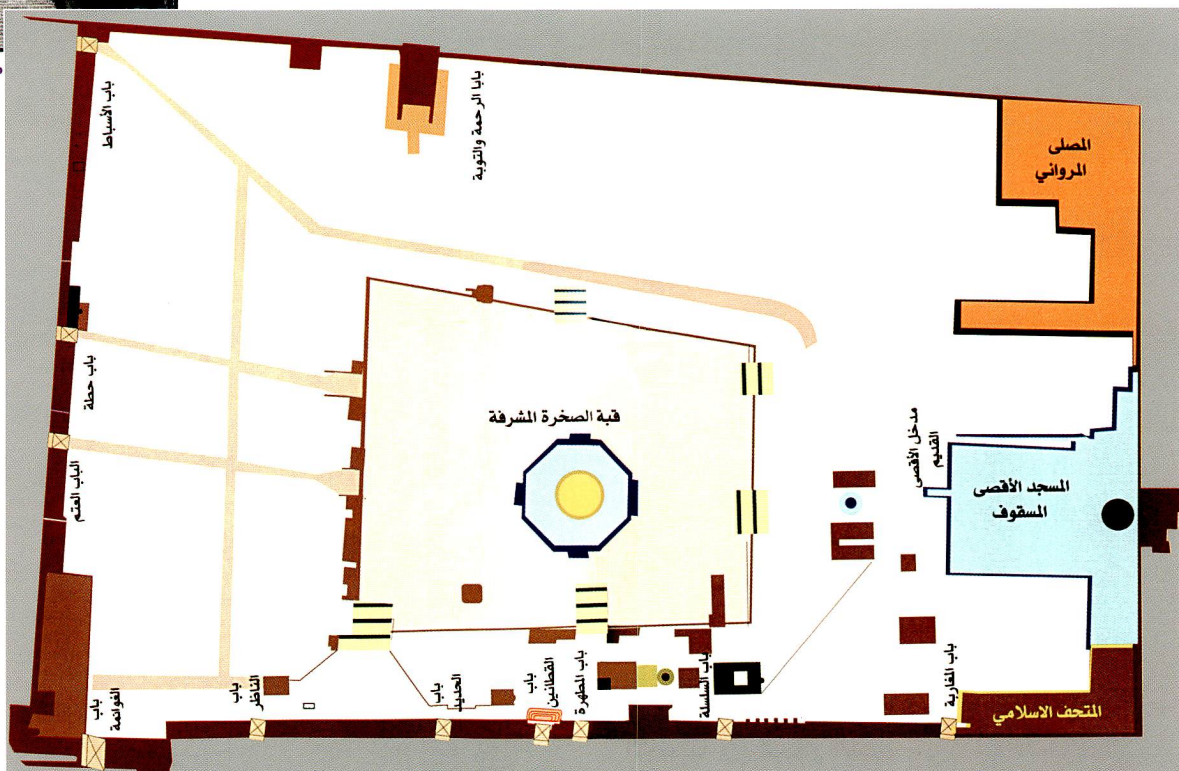 باب الأسباط
بابا الرحمة والتوبة
المصلى
المرواني
باب حطة
قبة الصخرة المشرفة
مدخل الأقصى
القديم
الباب العتم
المسجد الأقصى
المسقوف
باب
الغوانمة
باب
الناظر
باب
الحديد
باب
القطانين
باب المطهرة
باب السلسلة
باب المغاربة
المتحف الاسلامي